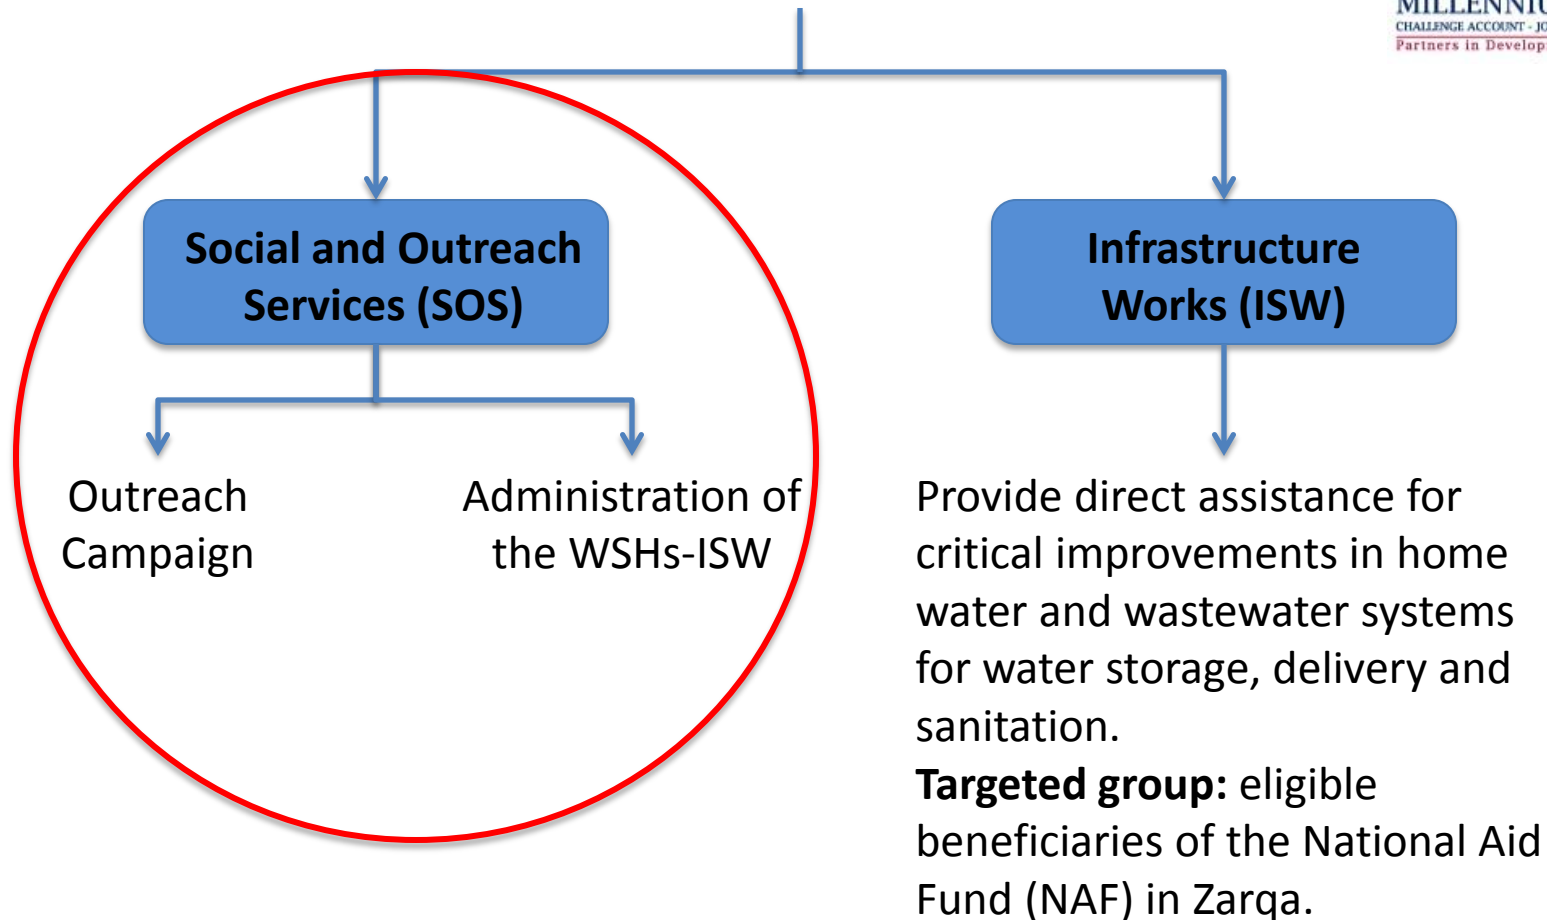 CHALLENGE ACCOUNT -
Partners in
Social and Outreach
Services (SOS)
Infrastructure
Works (ISW)
Outreach
Campaign
Administration of
the WSHs-ISW
Provide direct assistance for
critical improvements in home
water and wastewater systems
for water storage, delivery and
sanitation.
Targeted group: eligible
beneficiaries of the National Aid
Fund (NAF) in Zarqa.